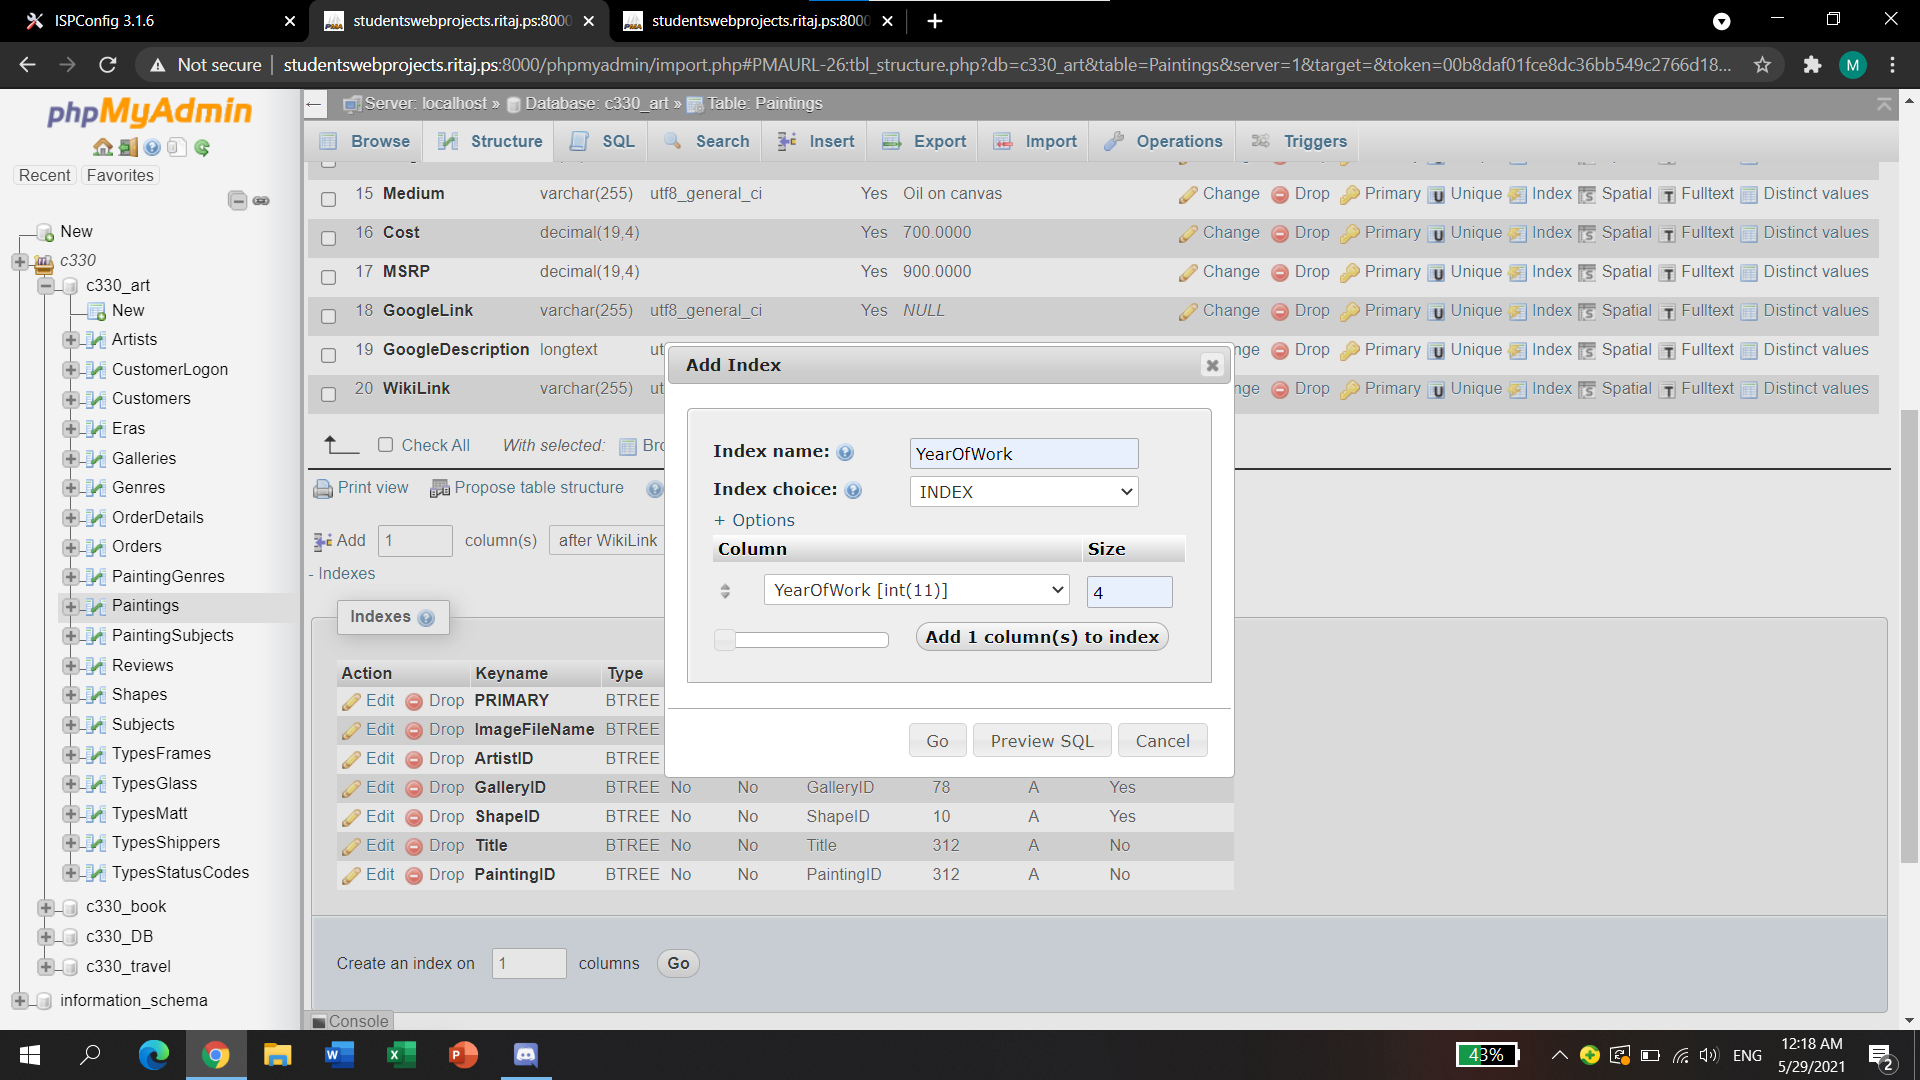 ISPConfig 3.1.6
studentswebprojects.ritaj.ps:8000
studentswebprojects.ritaj.ps:8000
Not secure
studentswebprojects.ritaj.ps:8000/phpmyadmin/import.php#PMAURL-26:tbl_structure.php?db=c330_art&table=Paintings&server=1&target=&token=00b8daf01fce8dc36bb549c2766d18...
M
phpMyAdmin
Recent Favorites
New
c330
c330_art
New
Artists
CustomerLogon
Customers
Eras
Galleries
Genres
OrderDetails
Orders
PaintingGenres
Paintings
PaintingSubjects
Reviews
Shapes
Subjects
TypesFrames
TypesGlass
TypesMatt
TypesShippers
TypesStatusCodes
c330_book
c330_DB
c330_travel
information_schema
Server: localhost » Database: c330_art » Table: Paintings
Browse Structure SQL Search Insert Export Import Operations Triggers
15 Medium varchar(255) utf8_general_ci Yes Oil on canvas Change Drop Primary Unique Index Spatial Fulltext Distinct values
16 Cost decimal(19,4) Yes 700.0000 Change Drop Primary Unique Index Spatial Fulltext Distinct values
17 MSRP decimal(19,4) Yes 900.0000 Change Drop Primary Unique Index Spatial Fulltext Distinct values
18 GoogleLink varchar(255) utf8_general_ci Yes NULL Change Drop Primary Unique Index Spatial Fulltext Distinct values
19 GoogleDescription longtext ut nge Drop Primary Unique Index Spatial Fulltext Distinct values
20 WikiLink varchar(255) ut nge Drop Primary Unique Index Spatial Fulltext Distinct values
Check All With selected: Bro
Print view Propose table structure
Add 1 column(s) after WikiLink
- Indexes
Indexes
Action Keyname Type
Edit Drop PRIMARY BTREE
Edit Drop ImageFileName BTREE
Edit Drop ArtistID BTREE
Edit Drop GalleryID BTREE No No GalleryID 78 A Yes
Edit Drop ShapeID BTREE No No ShapeID 10 A Yes
Edit Drop Title BTREE No No Title 312 A No
Edit Drop PaintingID BTREE No No PaintingID 312 A No
Create an index on 1 columns Go
Console
Add Index
Index name: YearOfWork
Index choice: INDEX
+ Options
Column Size
YearOfWork [int(11)] 4
Add 1 column(s) to index
Go Preview SQL Cancel
43%
ENG
12:18 AM
5/29/2021
2